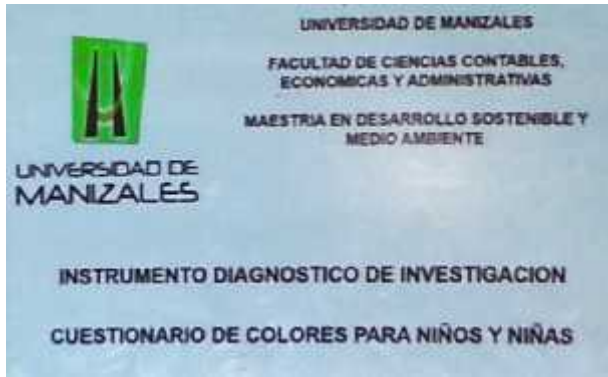 UNIVERSIDAD DE MANIZALES
FACULTAD DE CIENCIAS CONTABLES,
ECONOMICAS Y ADMINISTRATIVAS
MAESTRIA EN DESARROLLO SOSTENIBLE Y
MEDIO AMBIENTE
UNIVERSIDAD DE
MANIZALES
INSTRUMENTO DIAGNOSTICO DE INVESTIGACION
CUESTIONARIO DE COLORES PARA NIÑOS Y NIÑAS